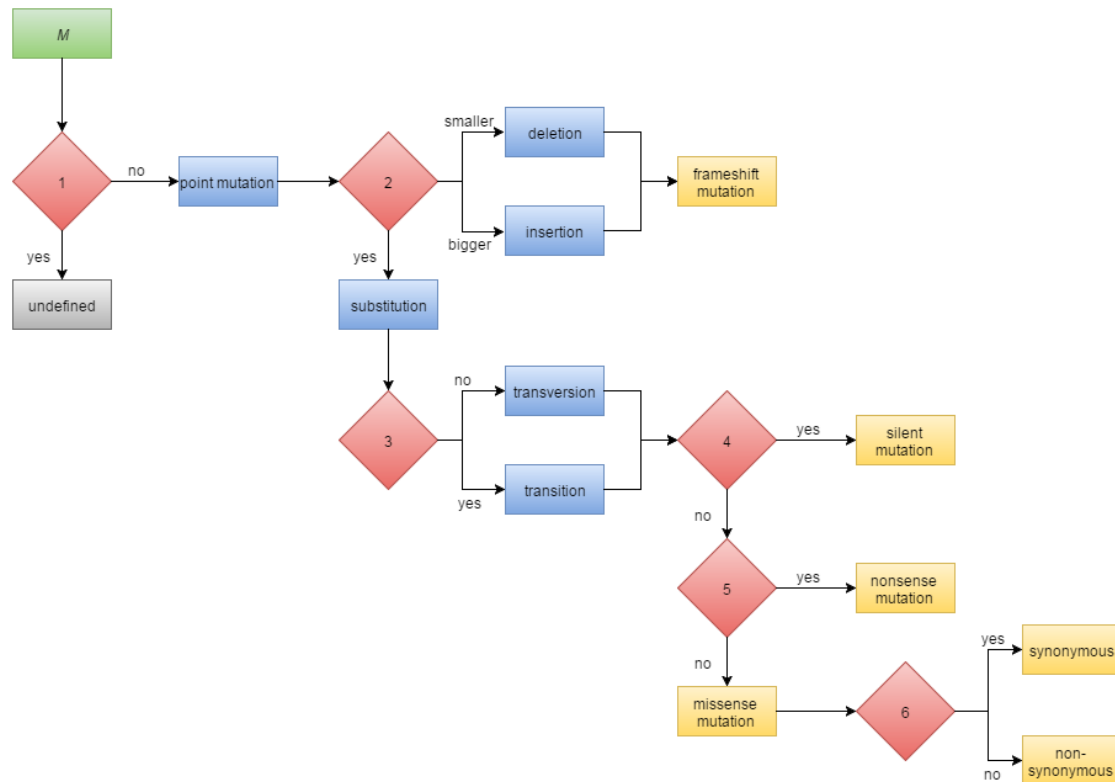 M
smaller
deletion
1
no
point mutation
2
frameshift
mutation
bigger
insertion
yes
yes
undefined
substitution
no
transversion
3
4
yes
silent
mutation
yes
transition
no
5
yes
nonsense
mutation
no
yes
synonymous
missense
mutation
6
no
non-
synonymous